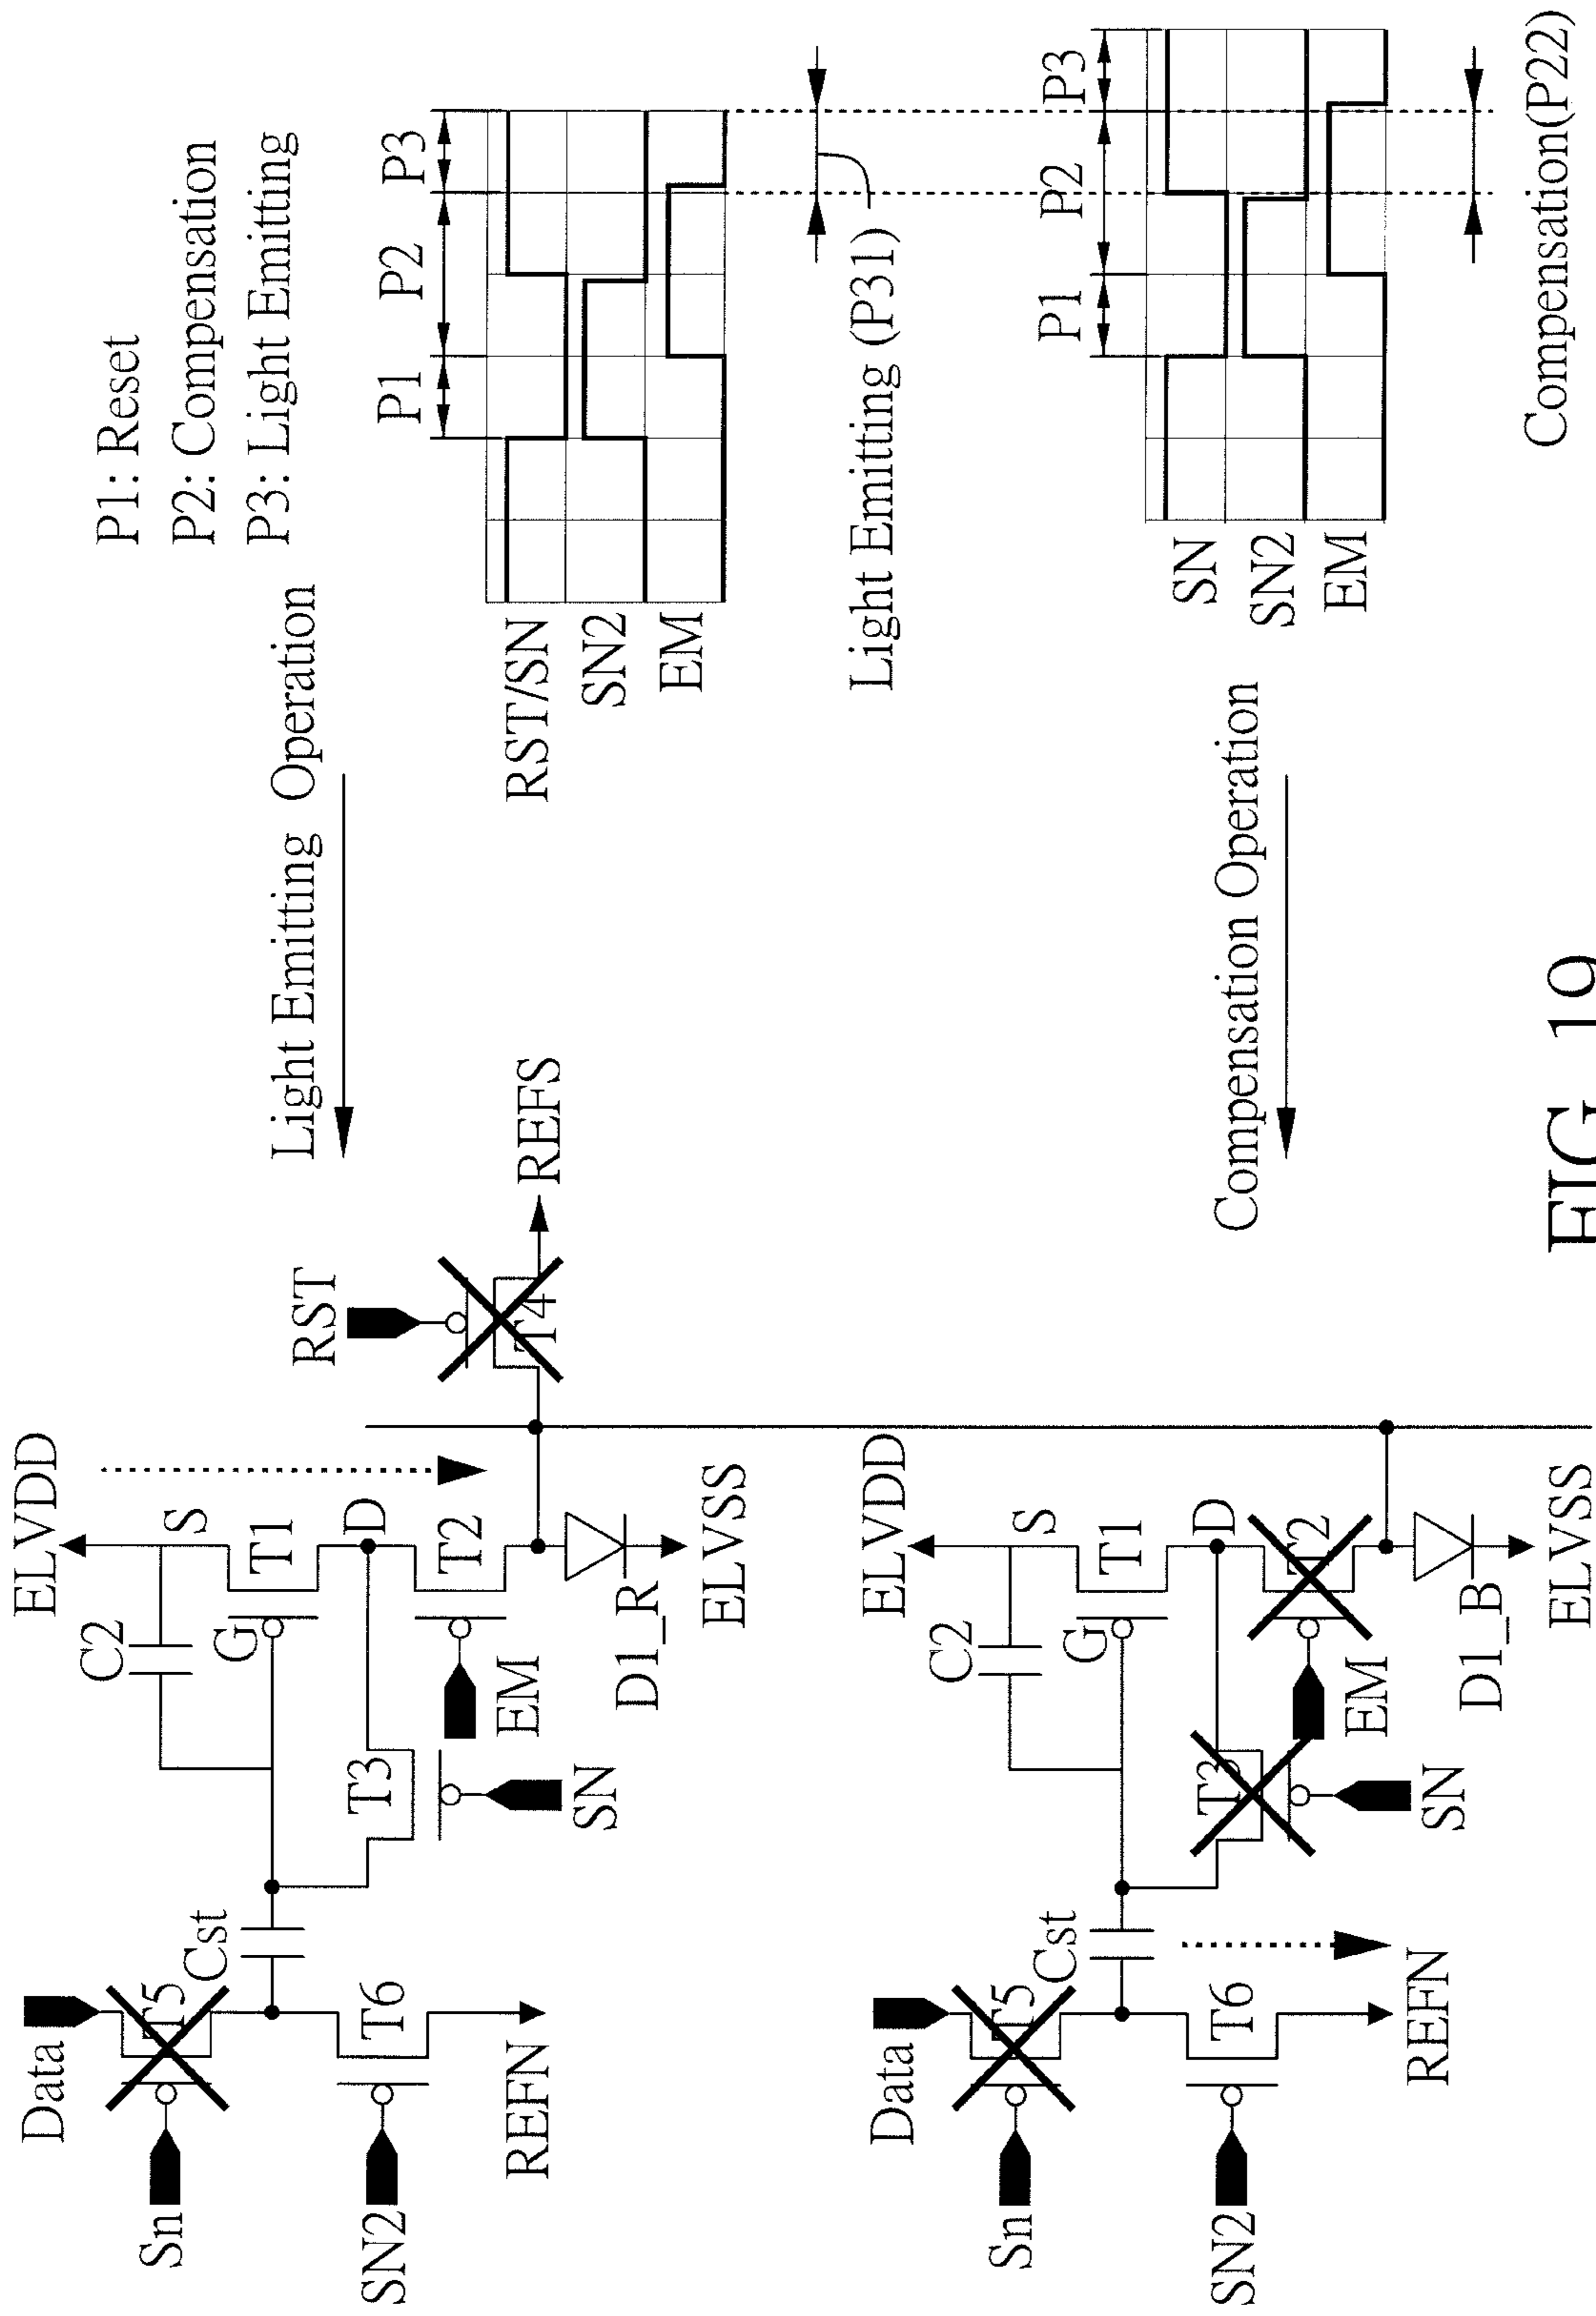 P1: Reset
P2: Compensation
P3: Light Emitting
Light Emitting Operation
P1
P2
P3
RST/SN
SN2
EM
Light Emitting (P31)
Data
Sn
T5
Cst
SN2
T6
REFN
C2
ELVDD
S
G
T1
D
T3
SN
T2
EM
D1_R
ELVSS
RST
T4
REFS
Compensation Operation
P1
P2
P3
SN
SN2
EM
Compensation(P22)
Data
Sn
T5
Cst
SN2
T6
REFN
C2
ELVDD
S
G
T1
D
T3
SN
T2
EM
D1_B
ELVSS
FIG. 19